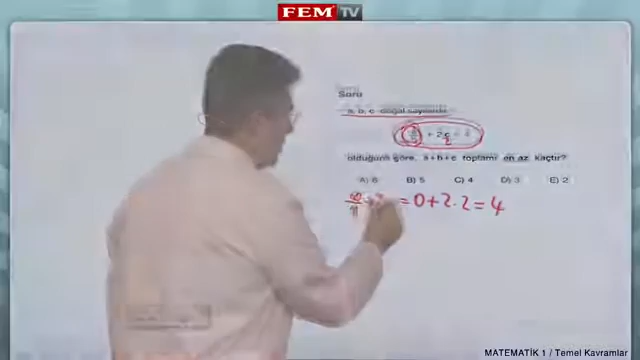 FEM TV
Soru
a, b, c doğal sayılardır.
+ 2c = 4
2
olduğuna göre, a+b+c toplamı en az kaçtır?
A) 6 B) 5 C) 4 D) 3 E) 2
= 0 + 2 . 2 = 4
MATEMATİK 1 / Temel Kavramlar